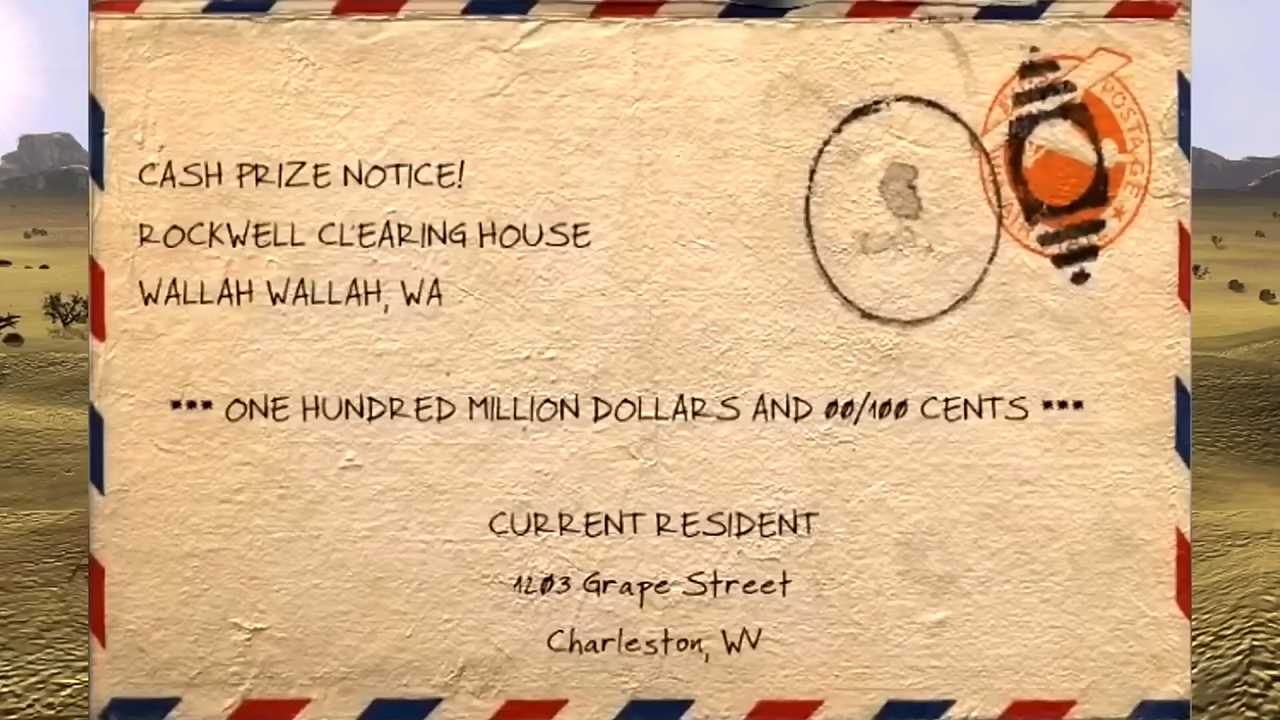 CASH PRIZE NOTICE!
ROCKWELL CLEARING HOUSE
WALLAH WALLAH, WA
POSTAGE
*** ONE HUNDRED MILLION DOLLARS AND 00/100 CENTS ***
CURRENT RESIDENT
1203 Grape Street
Charleston, WV